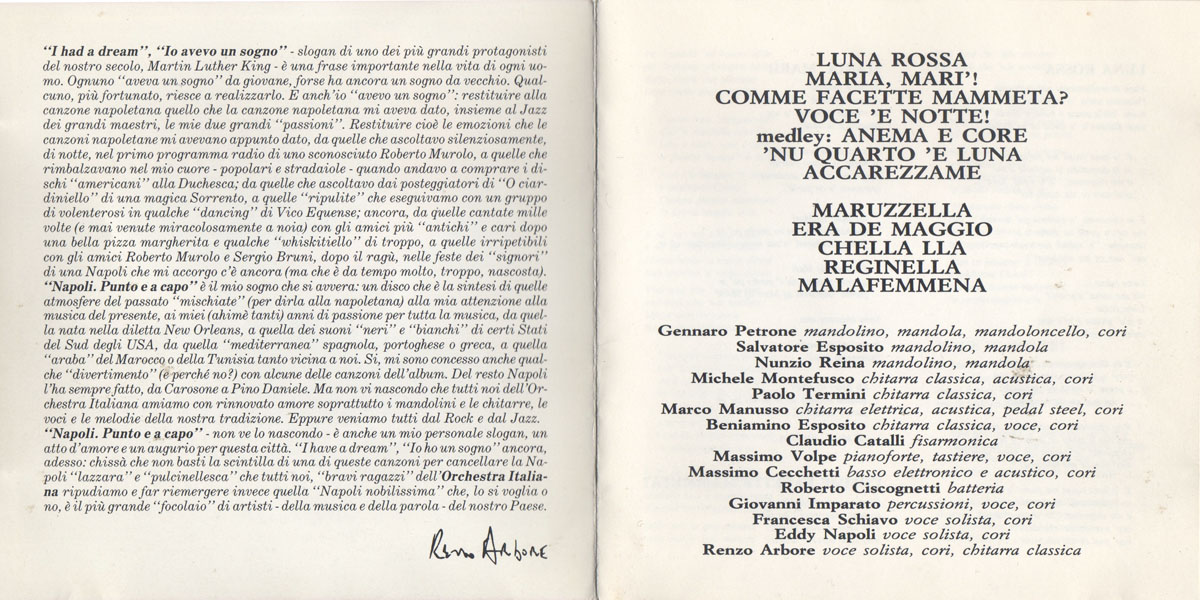 “I had a dream”, “Io avevo un sogno” - slogan di uno dei più grandi protagonisti
del nostro secolo, Martin Luther King - è una frase importante nella vita di ogni uo-
mo. Ognuno “aveva un sogno” da giovane, forse ha ancora un sogno da vecchio. Qual-
cuno, più fortunato, riesce a realizzarlo. E anch’io “avevo un sogno”: restituire alla
canzone napoletana quello che la canzone napoletana mi aveva dato, insieme al Jazz
dei grandi maestri, le mie due grandi “passioni”. Restituire cioè le emozioni che le
canzoni napoletane mi avevano appunto dato, da quelle che ascoltavo silenziosamente,
di notte, nel primo programma radio di uno sconosciuto Roberto Murolo, a quelle che
rimbalzavano nel mio cuore - popolari e stradaiole - quando andavo a comprare i di-
schi “americani” alla Duchesca; da quelle che ascoltavo dai posteggiatori di “O ciar-
diniello” di una magica Sorrento, a quelle “ripulite” che eseguivamo con un gruppo
di volenterosi in qualche “dancing” di Vico Equense; ancora, da quelle cantate mille
volte (e mai venute miracolosamente a noia) con gli amici più “antichi” e cari dopo
una bella pizza margherita e qualche “whiskitiello” di troppo, a quelle irripetibili
con gli amici Roberto Murolo e Sergio Bruni, dopo il ragù, nelle feste dei “signori”
di una Napoli che mi accorgo c’è ancora (ma che è da tempo molto, troppo, nascosta).
“Napoli. Punto e a capo” è il mio sogno che si avvera: un disco che è la sintesi di quelle
atmosfere del passato “mischiate” (per dirla alla napoletana) alla mia attenzione alla
musica del presente, ai miei (ahimè tanti) anni di passione per tutta la musica, da quel-
la nata nella diletta New Orleans, a quella dei suoni “neri” e “bianchi” di certi Stati
del Sud degli USA, da quella “mediterranea” spagnola, portoghese o greca, a quella
“araba” del Marocco o della Tunisia tanto vicina a noi. Si, mi sono concesso anche qual-
che “divertimento” (e perché no?) con alcune delle canzoni dell’album. Del resto Napoli
l’ha sempre fatto, da Carosone a Pino Daniele. Ma non vi nascondo che tutti noi dell’Or-
chestra Italiana amiamo con rinnovato amore soprattutto i mandolini e le chitarre, le
voci e le melodie della nostra tradizione. Eppure veniamo tutti dal Rock e dal Jazz.
“Napoli. Punto e a capo” - non ve lo nascondo - è anche un mio personale slogan, un
atto d’amore e un augurio per questa città. “I have a dream”, “Io ho un sogno” ancora,
adesso: chissà che non basti la scintilla di una di queste canzoni per cancellare la Na-
poli “lazzara” e “pulcinellesca” che tutti noi, “bravi ragazzi” dell’Orchestra Italia-
na ripudiamo e far riemergere invece quella “Napoli nobilissima” che, lo si voglia o
no, è il più grande “focolaio” di artisti - della musica e della parola - del nostro Paese.
Renzo Arbore
LUNA ROSSA
MARIA, MARI’!
COMME FACETTE MAMMETA?
VOCE ’E NOTTE!
medley: ANEMA E CORE
’NU QUARTO ’E LUNA
ACCAREZZAME
MARUZZELLA
ERA DE MAGGIO
CHELLA LLA
REGINELLA
MALAFEMMENA
Gennaro Petrone mandolino, mandola, mandoloncello, cori
Salvatore Esposito mandolino, mandola
Nunzio Reina mandolino, mandola
Michele Montefusco chitarra classica, acustica, cori
Paolo Termini chitarra classica, cori
Marco Manusso chitarra elettrica, acustica, pedal steel, cori
Beniamino Esposito chitarra classica, voce, cori
Claudio Catalli fisarmonica
Massimo Volpe pianoforte, tastiere, voce, cori
Massimo Cecchetti basso elettronico e acustico, cori
Roberto Ciscognetti batteria
Giovanni Imparato percussioni, voce, cori
Francesca Schiavo voce solista, cori
Eddy Napoli voce solista, cori
Renzo Arbore voce solista, cori, chitarra classica